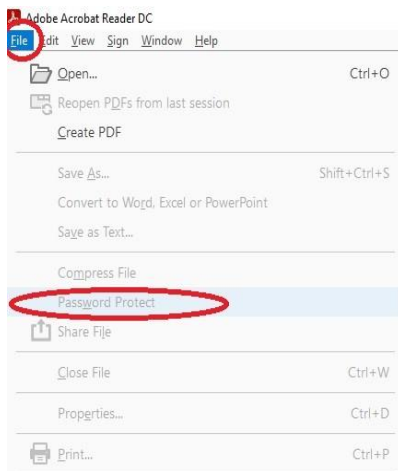 Adobe Acrobat Reader DC
File Edit View Sign Window Help
Open... Ctrl+O
Reopen PDFs from last session
Create PDF
Save As... Shift+Ctrl+S
Convert to Word, Excel or PowerPoint
Save as Text...
Compress File
Password Protect
Share File
Close File Ctrl+W
Properties... Ctrl+D
Print... Ctrl+P